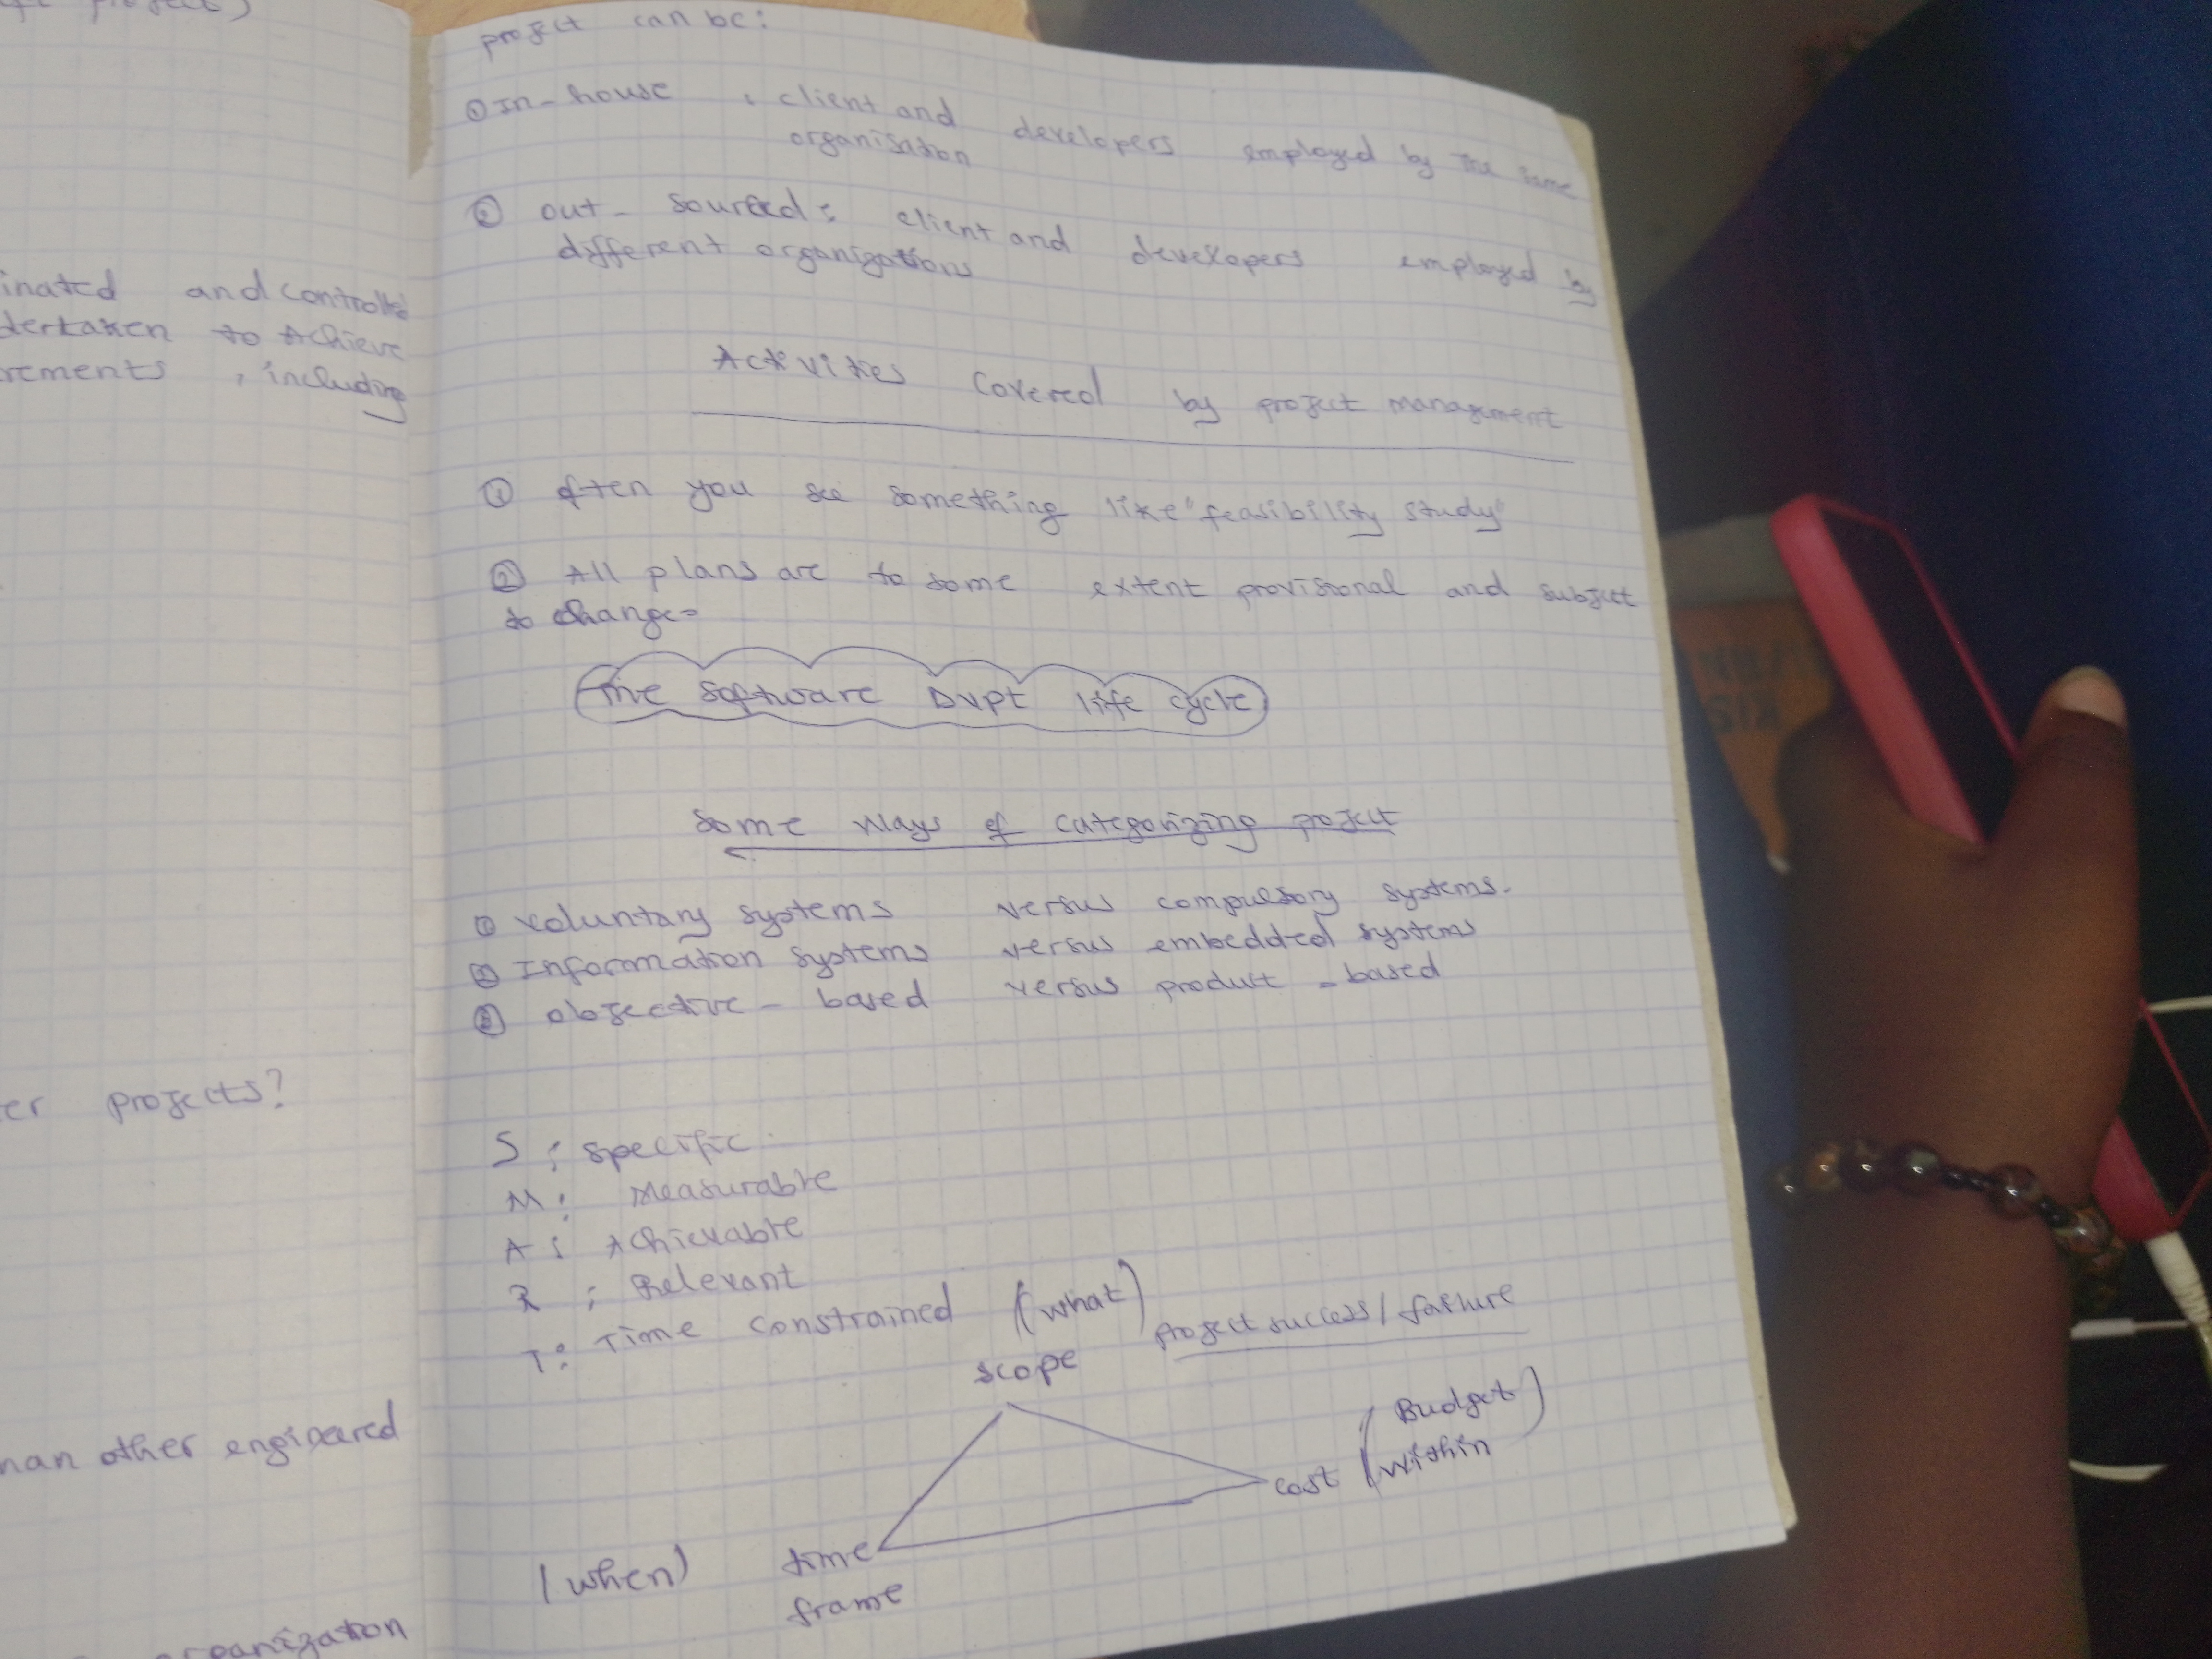 project can be:
① In-house : client and developers employed by The same
organisation
② out-sourced: client and developers employed by
different organizations
Activities covered by project management
① often you see something like "feasibility study"
② All plans are to some extent provisional and subject
to change
The software Dvpt life cycle
Some ways of categorizing project
① voluntary systems versus compulsory systems.
② Information systems versus embedded systems
③ objective-based versus product-based
S : specific
M : Measurable
A : Achievable
R : Relevant
T : Time constrained
(what)
project success / failure
scope
cost
(Budget)
within
(when)
time
frame
inated and controlled
dertaken to Achieve
rements , including
er projects?
han other engineered
organization